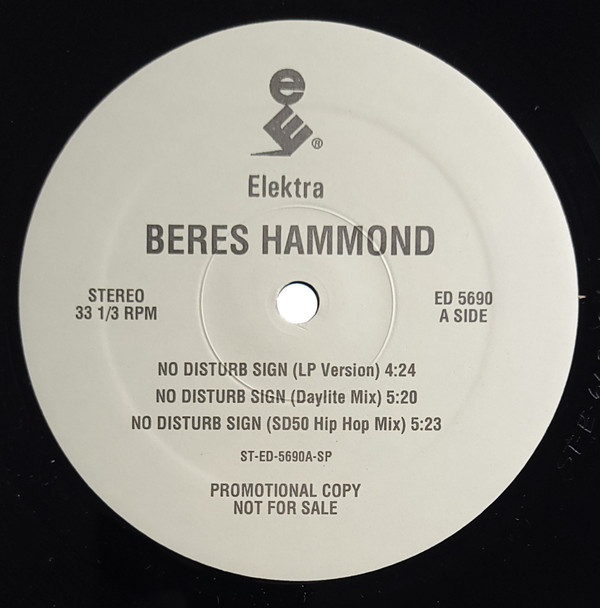 e
E®
Elektra
BERES HAMMOND
STEREO
33 1/3 RPM
ED 5690
A SIDE
NO DISTURB SIGN (LP Version) 4:24
NO DISTURB SIGN (Daylite Mix) 5:20
NO DISTURB SIGN (SD50 Hip Hop Mix) 5:23
ST-ED-5690A-SP
PROMOTIONAL COPY
NOT FOR SALE